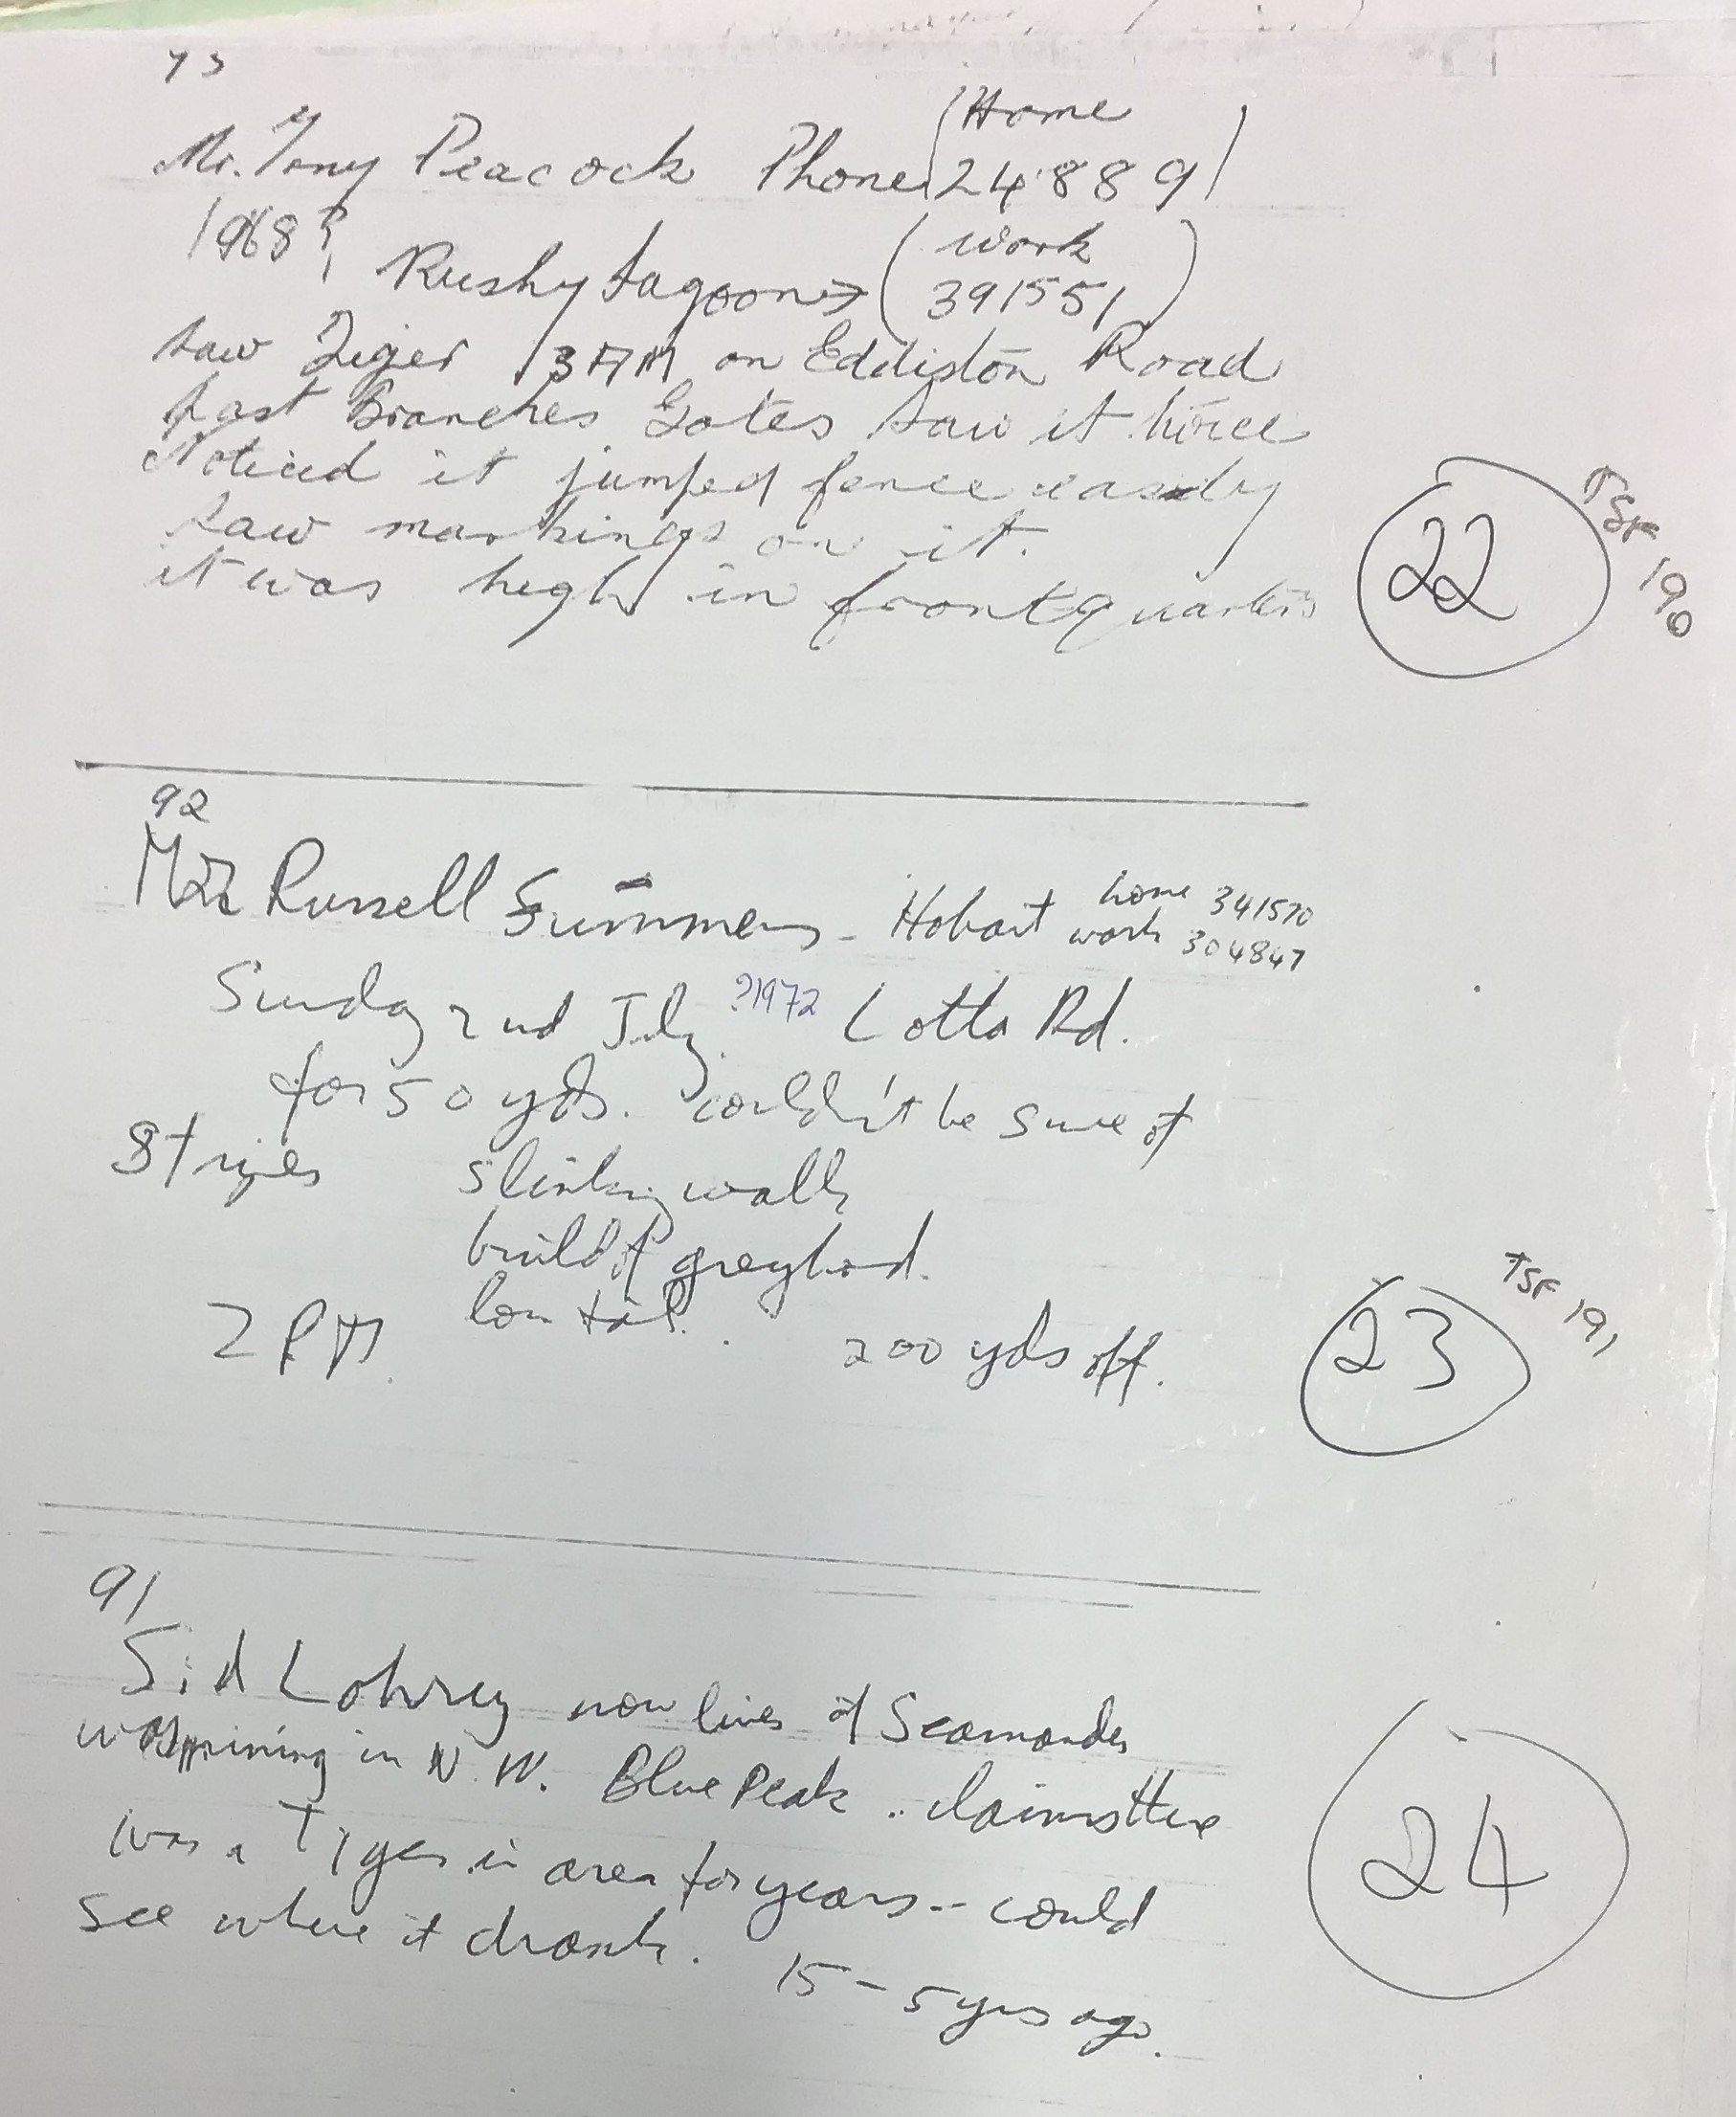 Mr. Tony Peacock Phone (Home 24889)
1968? Rushy Lagoon → (work 391551)
saw Tiger 3AM on Eddiston Road
past Branches Gates saw it twice
Noticed it jumped fence easily
saw markings on it.
it was high in front quarters
22
TSF 190
92
Mr Russell Summers - Hobart home 341570
work 304847
Sunday 2nd July ?1972 Lotta Rd.
for 50 yds. couldn't be sure of
Stripes slinking walk
build of greyhound.
2 PM. long tail. 200 yds off.
23
TSF 191
91
Sid Lohrey now lives at Scamander
was mining in N.W. Blue Peak .. claims there
was a Tiger in area for years -- could
see where it drank. 15 - 5 yrs ago.
24